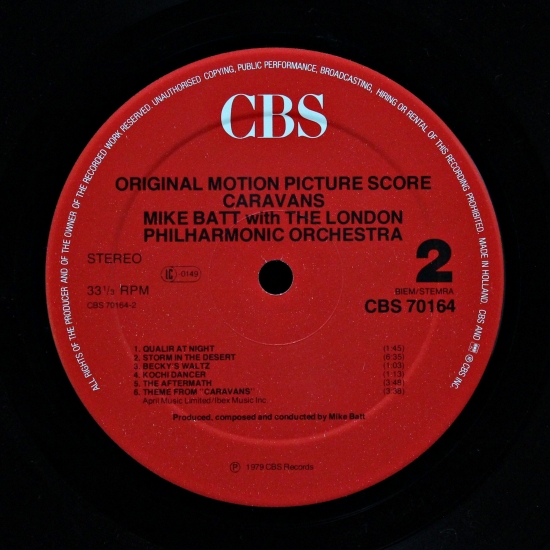 ALL RIGHTS OF THE PRODUCER AND OF THE OWNER OF THE RECORDED WORK RESERVED. UNAUTHORISED COPYING, PUBLIC PERFORMANCE, BROADCASTING, HIRING OR RENTAL OF THIS RECORDING PROHIBITED. MADE IN HOLLAND. CBS AND ℗ CBS INC.
CBS
ORIGINAL MOTION PICTURE SCORE
CARAVANS
MIKE BATT with THE LONDON
PHILHARMONIC ORCHESTRA
STEREO
LC 0149
2
33 1/3 RPM
BIEM/STEMRA
CBS 70164-2
CBS 70164
1. QUALIR AT NIGHT (1:45)
2. STORM IN THE DESERT (6:35)
3. BECKY'S WALTZ (1:03)
4. KOCHI DANCER (1:13)
5. THE AFTERMATH (3:48)
6. THEME FROM "CARAVANS" (3:38)
April Music Limited/Ibex Music Inc
Produced, composed and conducted by Mike Batt
℗ 1978 CBS Records